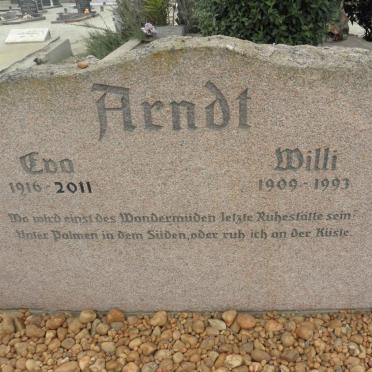 Arndt
Eva Willi
1916-2011 1909-1993
Wo wird einst des Wandermüden letzte Ruhestätte sein
Unter Palmen in dem Süden, oder ruh ich an der Küste.